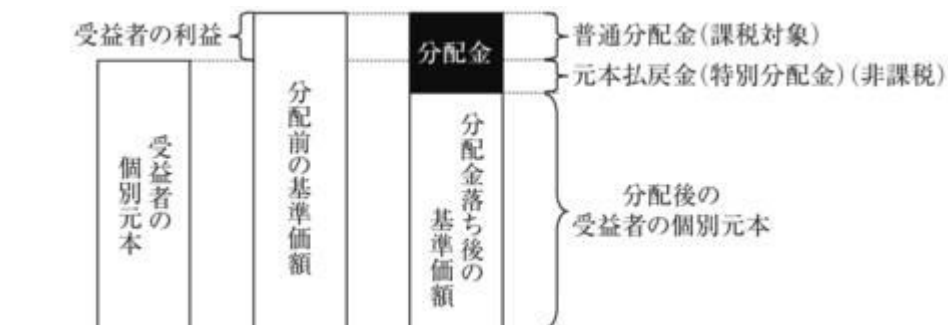 受益者の利益
受益者の
個別元本
分配前の基準価額
分配金
分配金落ち後の
基準価額
普通分配金(課税対象)
元本払戻金(特別分配金)(非課税)
分配後の
受益者の個別元本